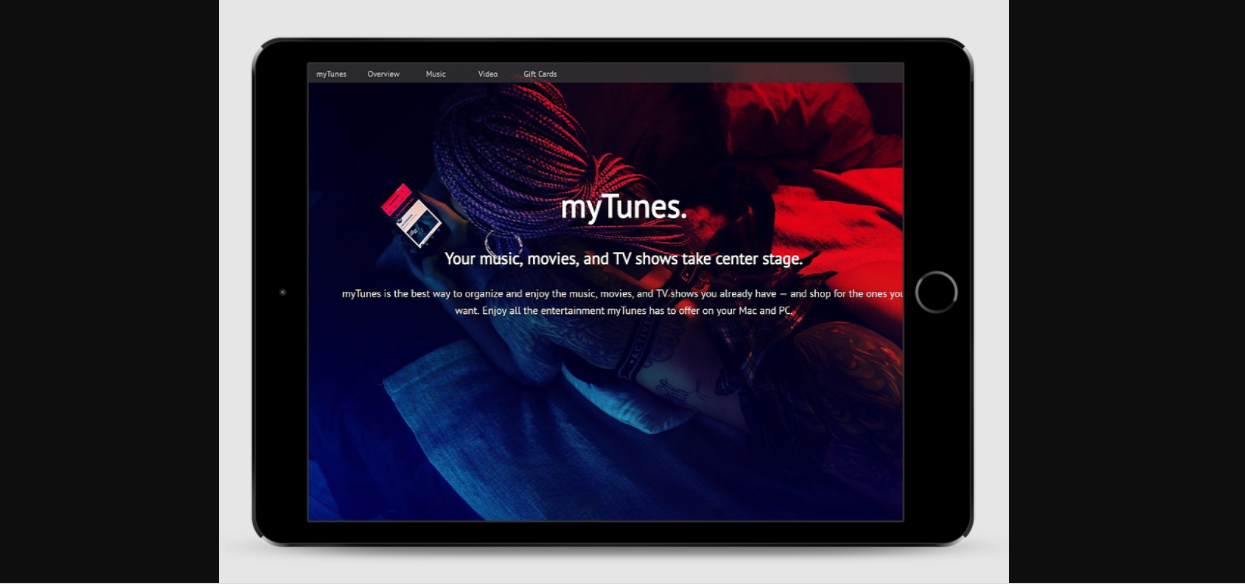 myTunes Overview Music Video Gift Cards
myTunes.
Your music, movies, and TV shows take center stage.
myTunes is the best way to organize and enjoy the music, movies, and TV shows you already have — and shop for the ones you
want. Enjoy all the entertainment myTunes has to offer on your Mac and PC.